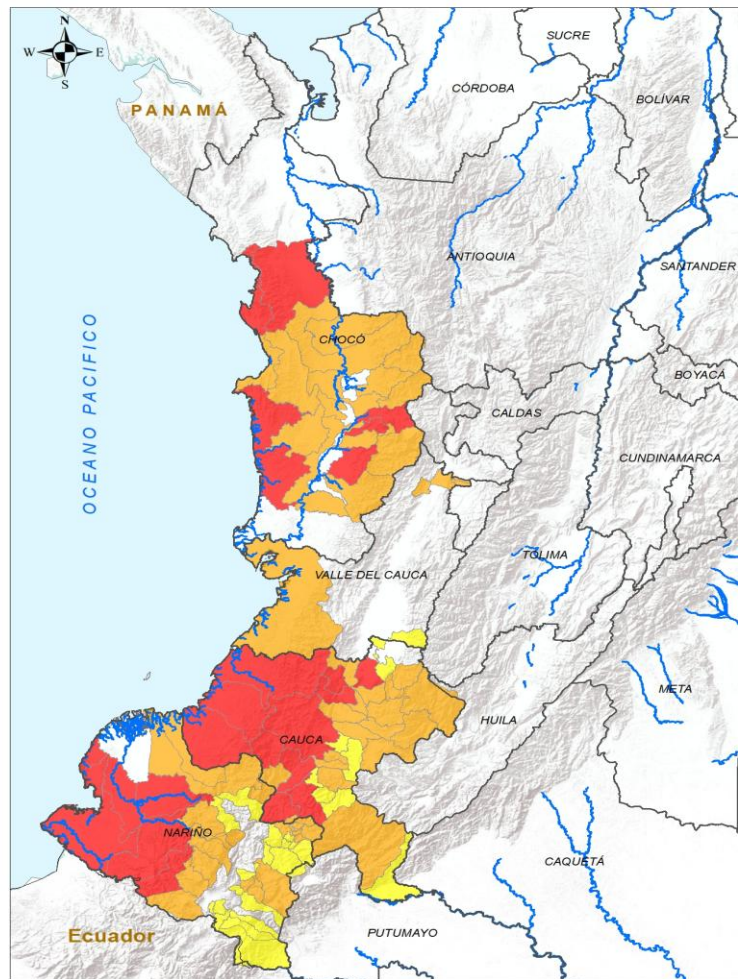 N
W E
S
SUCRE
CÓRDOBA
BOLÍVAR
PANAMÁ
ANTIOQUIA
SANTANDER
OCEANO PACIFICO
CHOCÓ
BOYACÁ
CALDAS
CUNDINAMARCA
TOLIMA
VALLE DEL CAUCA
META
HUILA
CAUCA
NARIÑO
CAQUETÁ
Ecuador
PUTUMAYO